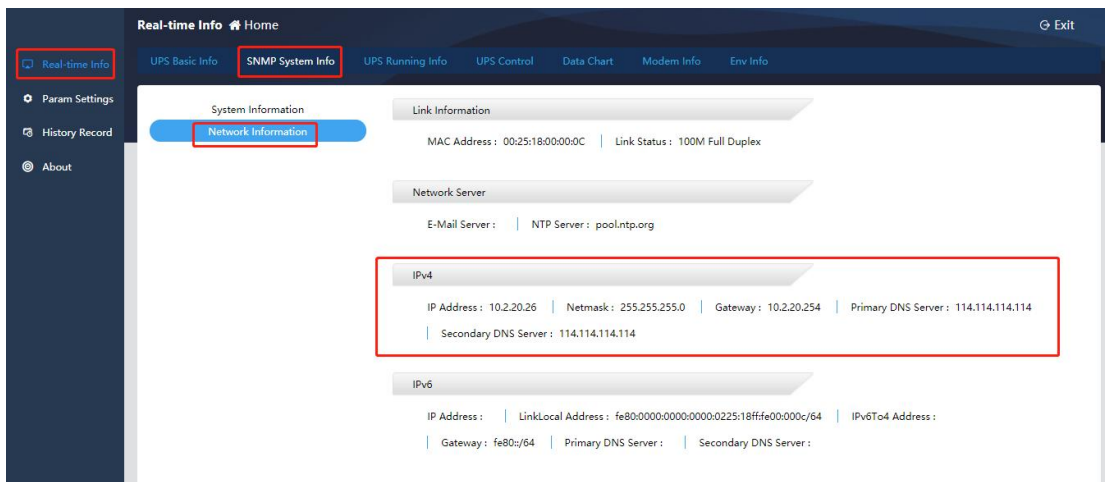 Real-time Info Home Exit
Real-time Info
UPS Basic Info SNMP System Info UPS Running Info UPS Control Data Chart Modem Info Env Info
Param Settings
History Record
About
System Information
Network Information
Link Information
MAC Address : 00:25:18:00:00:0C Link Status : 100M Full Duplex
Network Server
E-Mail Server : NTP Server : pool.ntp.org
IPv4
IP Address : 10.2.20.26 Netmask : 255.255.255.0 Gateway : 10.2.20.254 Primary DNS Server : 114.114.114.114
Secondary DNS Server : 114.114.114.114
IPv6
IP Address : LinkLocal Address : fe80:0000:0000:0000:0225:18ff:fe00:000c/64 IPv6To4 Address :
Gateway : fe80::/64 Primary DNS Server : Secondary DNS Server :